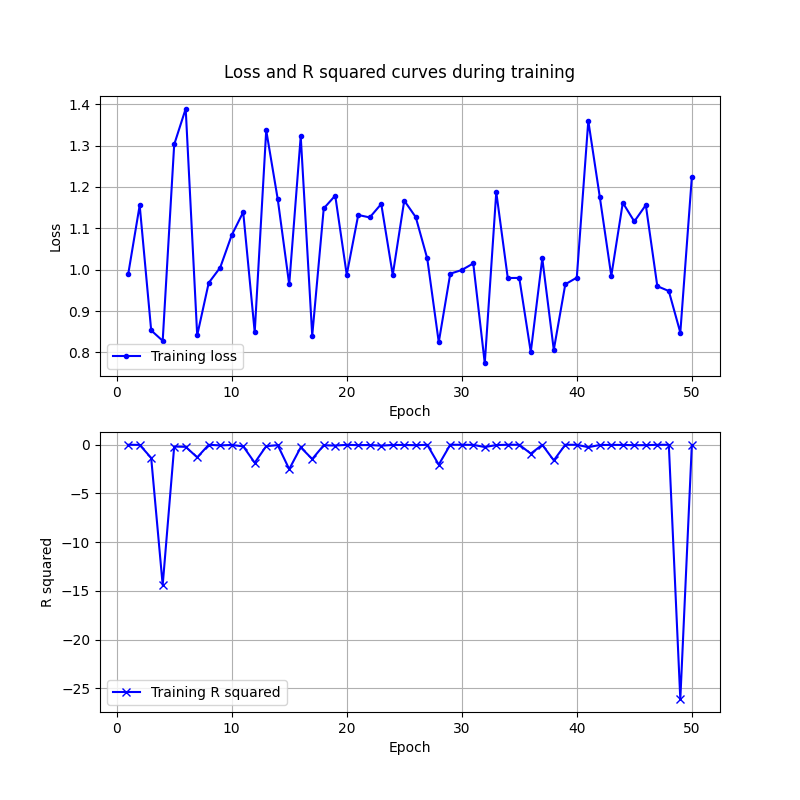 Loss and R squared curves during training
1.4
1.3
1.2
1.1
1.0
0.9
0.8
Loss
Training loss
0 10 20 30 40 50
Epoch
0
−5
−10
−15
−20
−25
R squared
Training R squared
0 10 20 30 40 50
Epoch